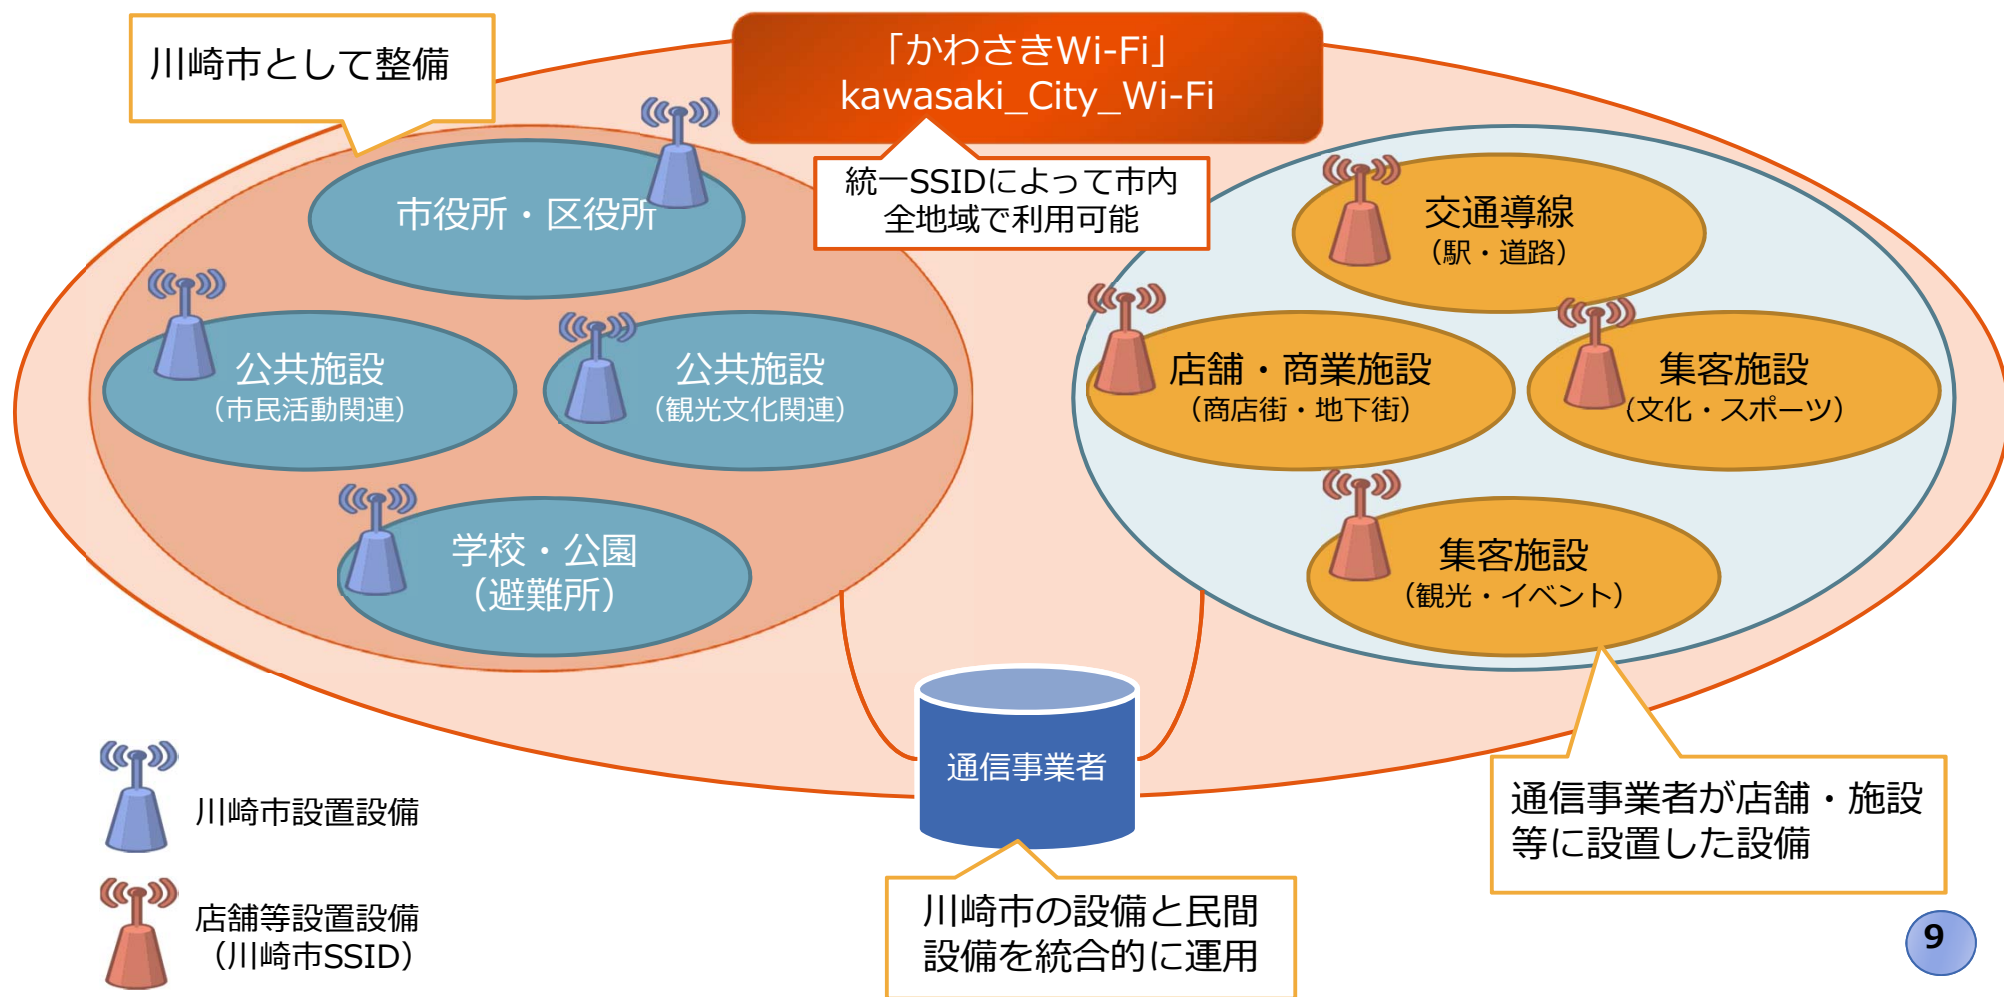 川崎市として整備
「かわさきWi-Fi」
kawasaki_City_Wi-Fi
統一SSIDによって市内
全地域で利用可能
市役所・区役所
公共施設
（市民活動関連）
公共施設
（観光文化関連）
学校・公園
（避難所）
交通導線
（駅・道路）
店舗・商業施設
（商店街・地下街）
集客施設
（文化・スポーツ）
集客施設
（観光・イベント）
通信事業者
通信事業者が店舗・施設
等に設置した設備
川崎市の設備と民間
設備を統合的に運用
川崎市設置設備
店舗等設置設備
（川崎市SSID）
9